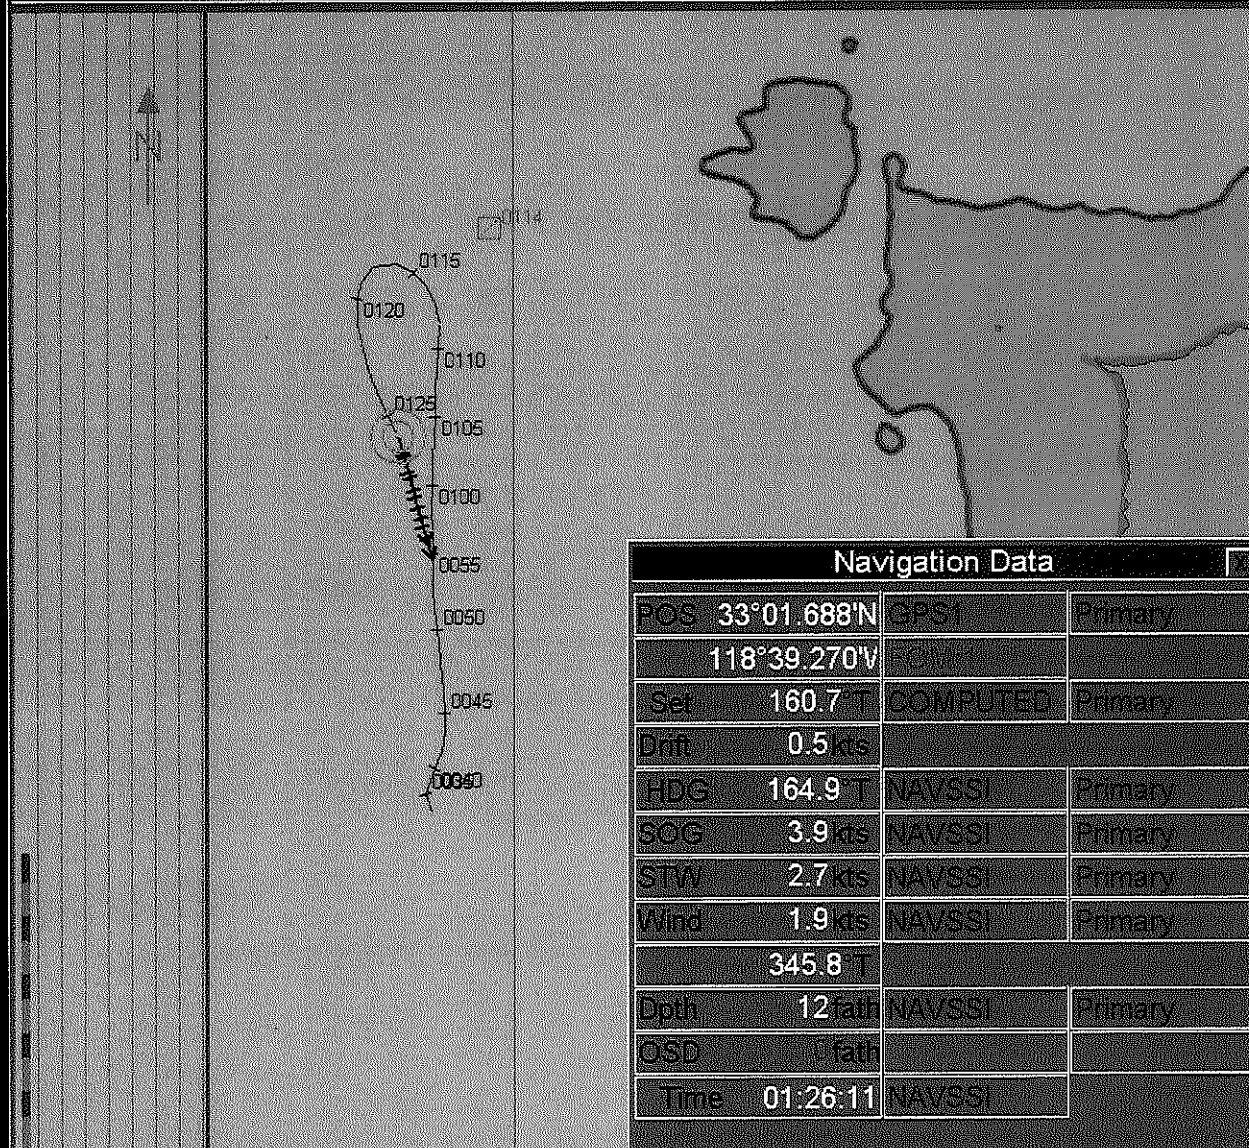 N
0114
0115
0120
0110
0125
0105
0100
0055
0050
0045
Navigation Data X
POS 33°01.688'N GPS1 Primary
118°39.270'W
Set 160.7°T COMPUTED Primary
Drift 0.5 kts
HDG 164.9°T NAVSSI Primary
SOG 3.9 kts NAVSSI Primary
STW 2.7 kts NAVSSI Primary
Wind 1.9 kts NAVSSI Primary
345.8°T
Dpth 12 fath NAVSSI Primary
OSD 0 fath
Time 01:26:11 NAVSSI